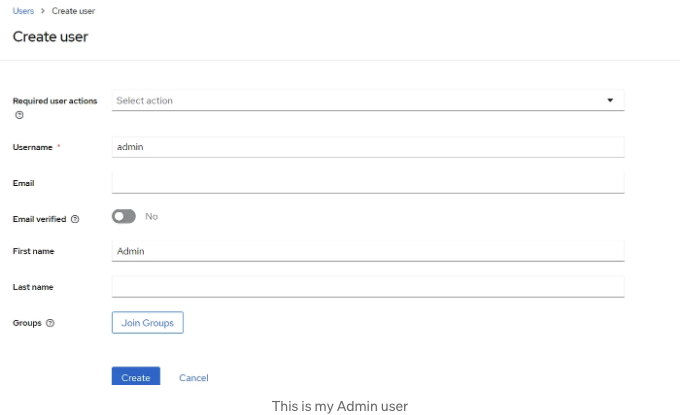 Users > Create user
Create user
Required user actions
Select action
Username *
admin
Email
Email verified
No
First name
Admin
Last name
Groups
Join Groups
Create
Cancel
This is my Admin user